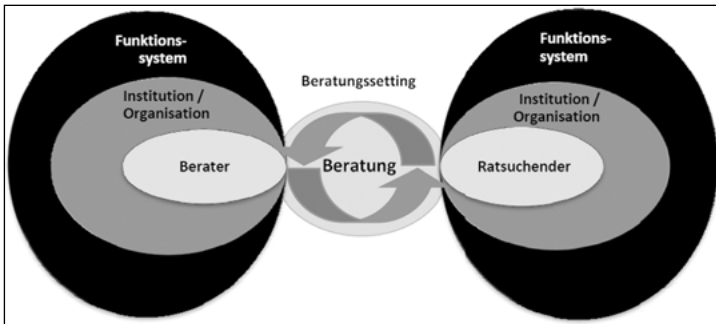 Funktions-
system
Institution /
Organisation
Berater
Beratungssetting
Beratung
Funktions-
system
Institution /
Organisation
Ratsuchender